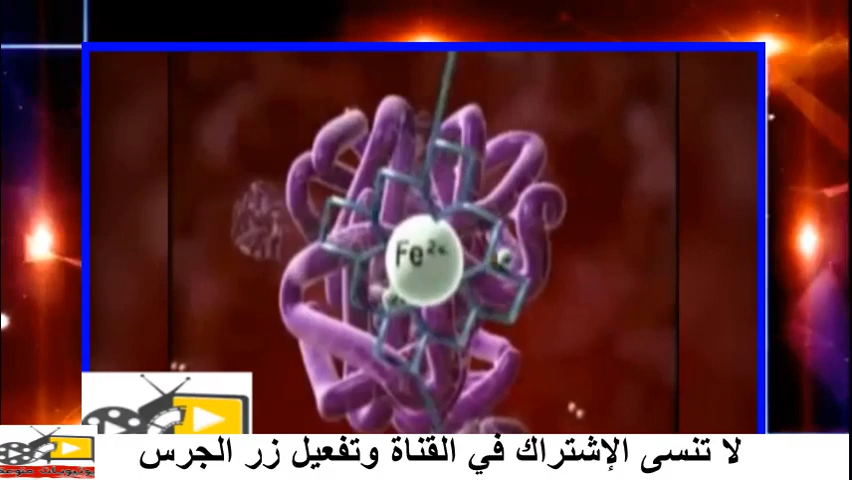 Fe²⁺
لا تنسى الإشتراك في القناة وتفعيل زر الجرس